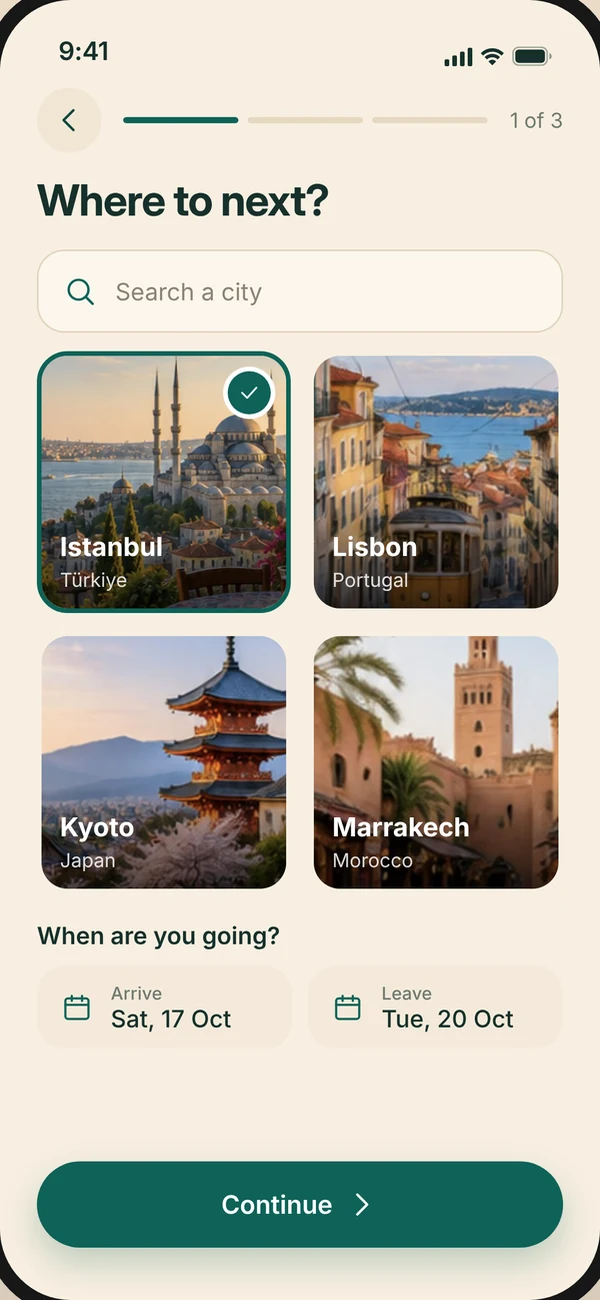 9:41
1 of 3
Where to next?
Search a city
Istanbul
Türkiye
Lisbon
Portugal
Kyoto
Japan
Marrakech
Morocco
When are you going?
Arrive
Sat, 17 Oct
Leave
Tue, 20 Oct
Continue